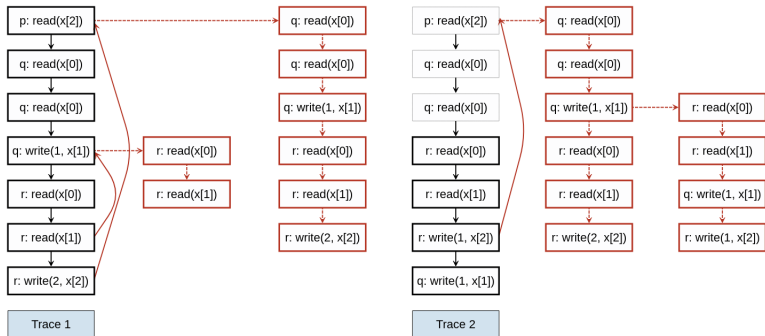 p: read(x[2])
q: read(x[0])
q: read(x[0])
q: write(1, x[1])
r: read(x[0])
r: read(x[1])
r: write(2, x[2])
Trace 1
r: read(x[0])
r: read(x[1])
q: read(x[0])
q: read(x[0])
q: write(1, x[1])
r: read(x[0])
r: read(x[1])
r: write(2, x[2])
p: read(x[2])
q: read(x[0])
q: read(x[0])
r: read(x[0])
r: read(x[1])
r: write(1, x[2])
q: write(1, x[1])
Trace 2
q: read(x[0])
q: read(x[0])
q: write(1, x[1])
r: read(x[0])
r: read(x[1])
r: write(2, x[2])
r: read(x[0])
r: read(x[1])
q: write(1, x[1])
r: write(1, x[2])